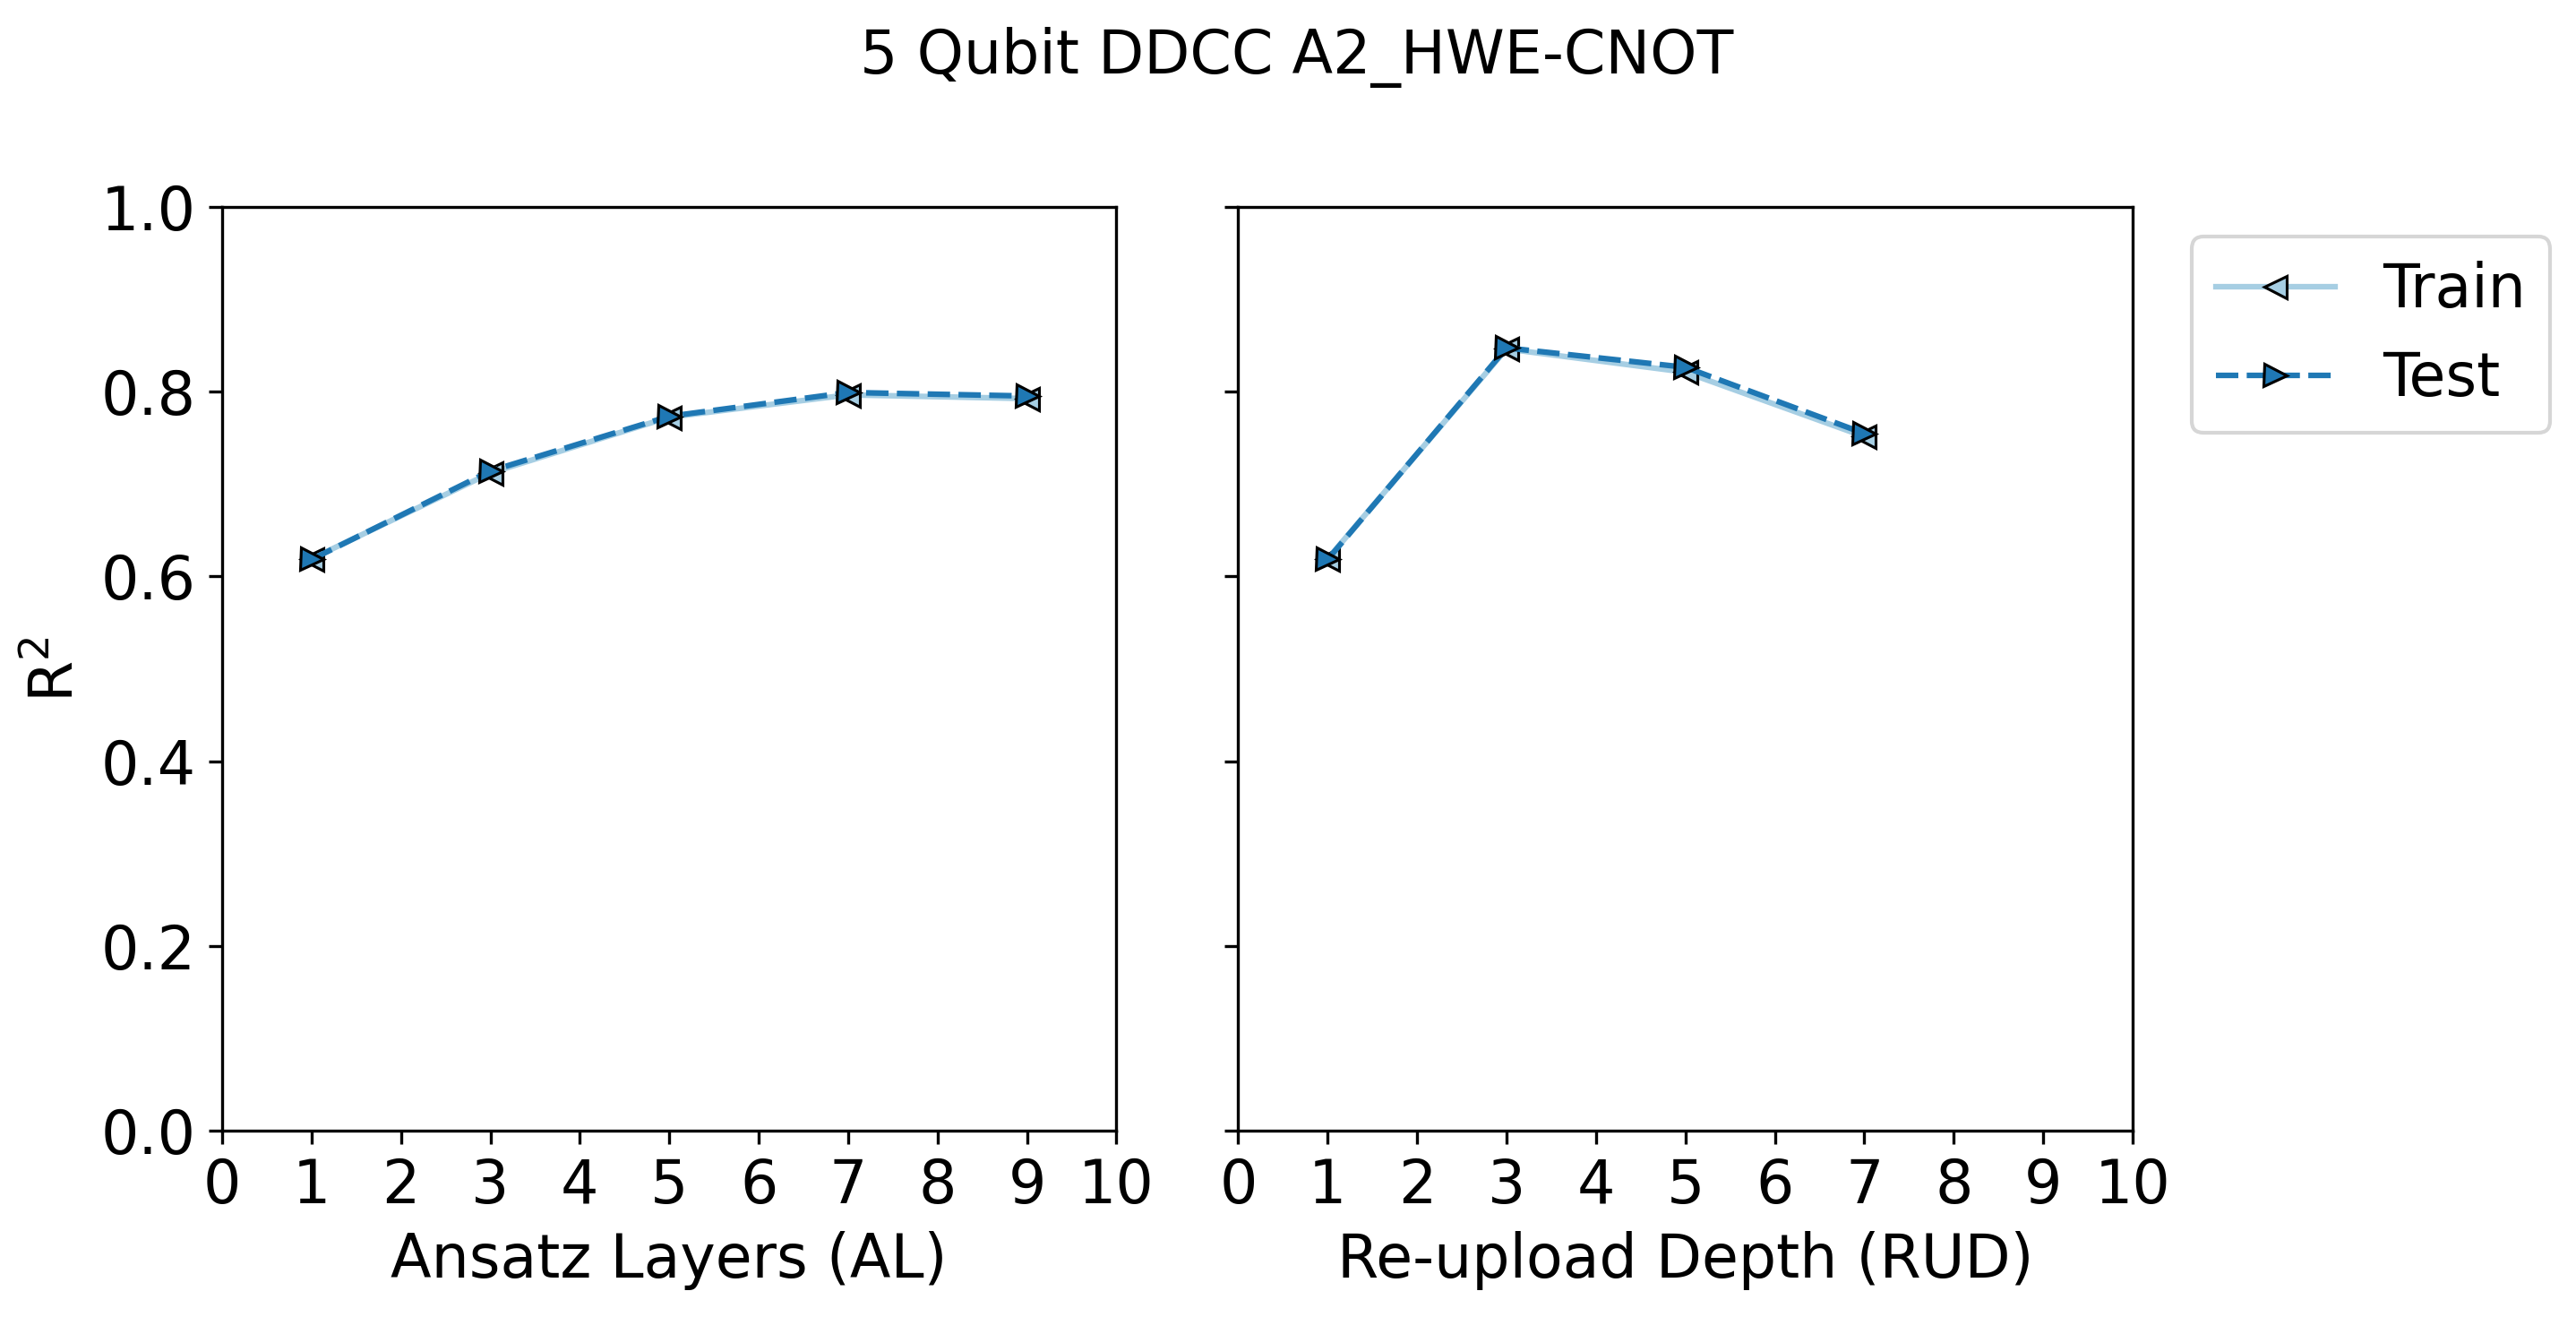 5 Qubit DDCC A2_HWE-CNOT
R²
1.0
0.8
0.6
0.4
0.2
0.0
0 1 2 3 4 5 6 7 8 9 10
Ansatz Layers (AL)
0 1 2 3 4 5 6 7 8 9 10
Re-upload Depth (RUD)
Train
Test